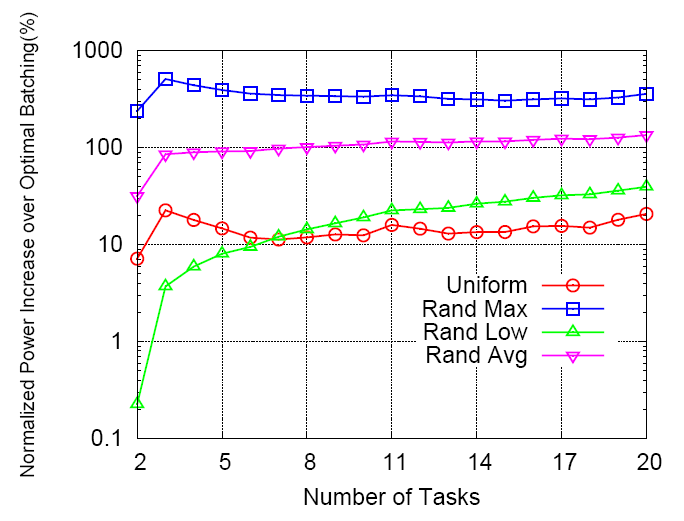 Normalized Power Increase over Optimal Batching(%)
1000
100
10
1
0.1
Uniform
Rand Max
Rand Low
Rand Avg
2 5 8 11 14 17 20
Number of Tasks